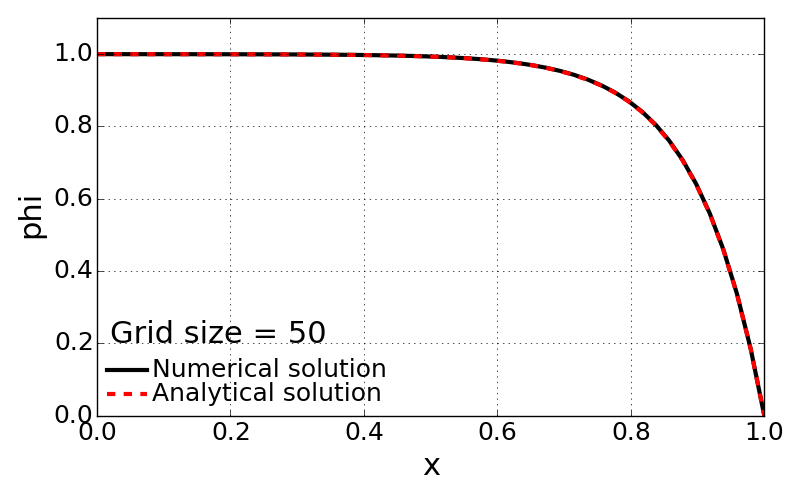 1.0
0.8
0.6
0.4
0.2
0.0
phi
Grid size = 50
Numerical solution
Analytical solution
0.0 0.2 0.4 0.6 0.8 1.0
x